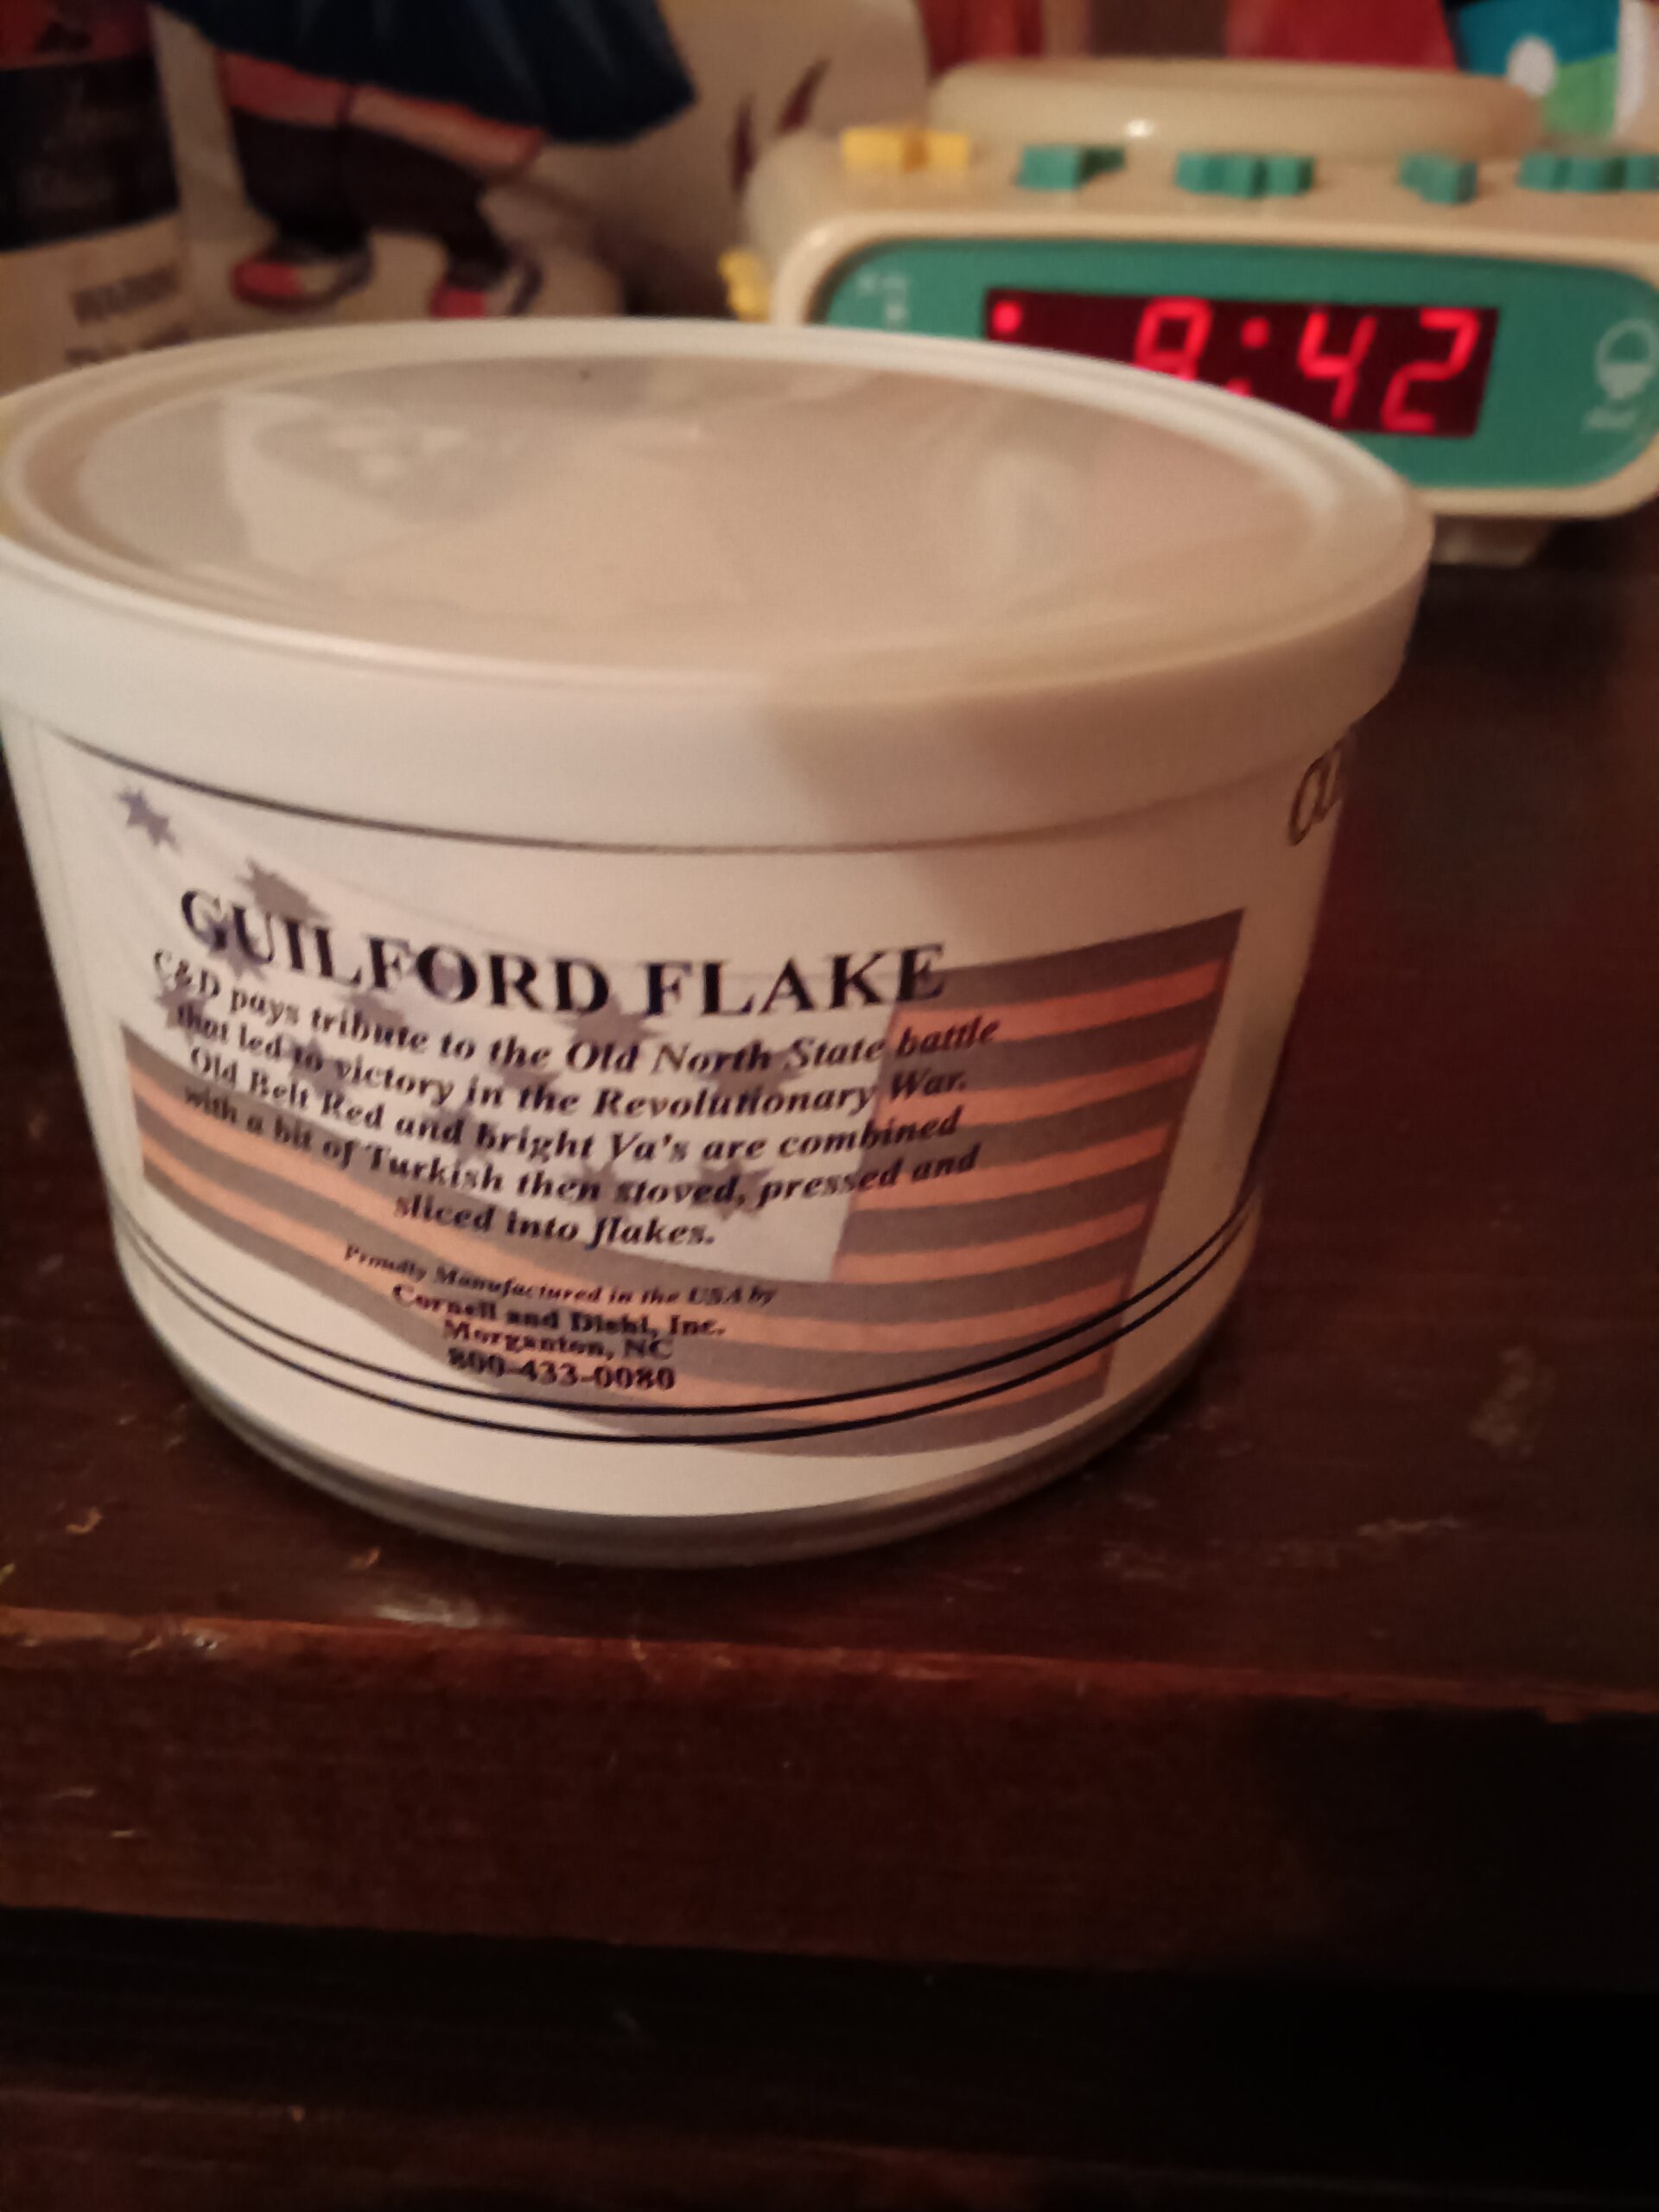 8:42
GUILFORD FLAKE
C&D pays tribute to the Old North State battle
that led to victory in the Revolutionary War.
Old Belt Red and bright Va's are combined
with a bit of Turkish then stoved, pressed and
sliced into flakes.
Proudly Manufactured in the USA by
Cornell and Diehl, Inc.
Morganton, NC
800-433-0080